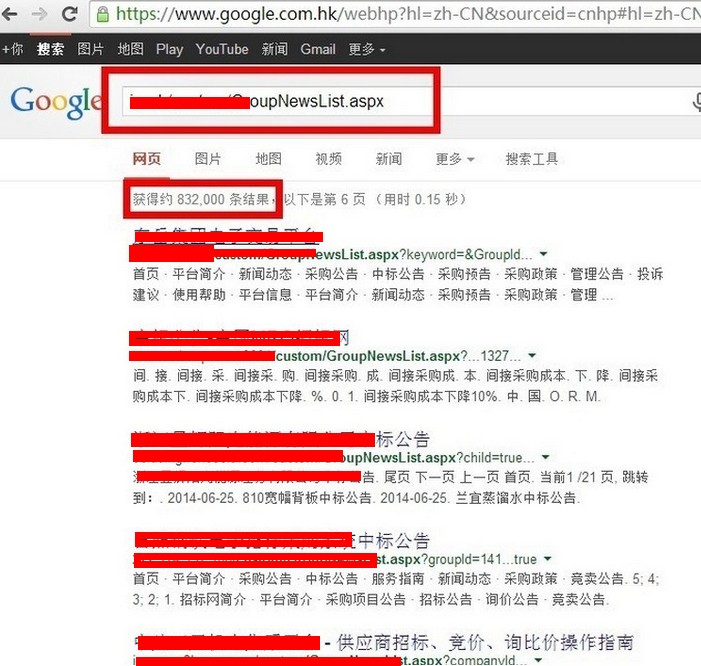 https://www.google.com.hk/webhp?hl=zh-CN&sourceid=cnhp#hl=zh-CN
+你 搜索 图片 地图 Play YouTube 新闻 Gmail 更多
Google
GroupNewsList.aspx
网页 图片 地图 视频 新闻 更多 搜索工具
获得约 832,000 条结果，以下是第 6 页 （用时 0.15 秒）
custom/GroupNewsList.aspx?keyword=&GroupId...
首页 · 平台简介 · 新闻动态 · 采购公告 · 中标公告 · 采购预告 · 采购政策 · 管理公告 · 投诉
建议 · 使用帮助 · 平台信息 · 平台简介 · 新闻动态 · 采购预告 · 采购政策 · 管理 ...
网
custom/GroupNewsList.aspx?...1327...
间. 接. 间接. 采. 间接采. 购. 间接采购. 成. 间接采购成. 本. 间接采购成本. 下. 降. 间接采
购成本下. 间接采购成本下降. %. 0. 1. 间接采购成本下降10%. 中. 国. O. R. M.
中标公告
oupNewsList.aspx?child=true...
告. 尾页 下一页 上一页 首页. 当前1 /21 页, 跳转
到：. 2014-06-25. 810宽幅背板中标公告. 2014-06-25. 兰宜蒸溜水中标公告.
统中标公告
List.aspx?groupId=141...true
首页 · 平台简介 · 采购公告 · 中标公告 · 服务指南 · 新闻动态 · 采购政策 · 竟卖公告. 5; 4;
3; 2; 1. 招标网简介 · 平台简介 · 采购项目公告 · 招标公告 · 询价公告 · 竟卖公告.
- 供应商招标、竞价、询比价操作指南
List.aspx?companyId...